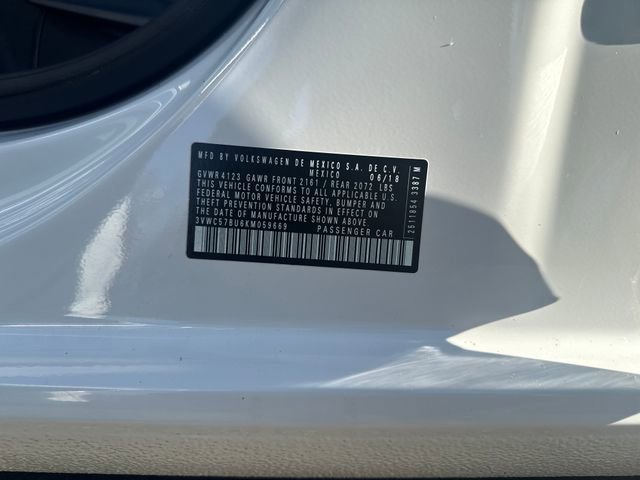 MFD BY VOLKSWAGEN DE MEXICO S.A. DE C.V.
MEXICO 06/18
GVWR 4123 GAWR FRONT 2161 / REAR 2072 LBS
THIS VEHICLE CONFORMS TO ALL APPLICABLE U.S.
FEDERAL MOTOR VEHICLE SAFETY, BUMPER AND
THEFT PREVENTION STANDARDS IN EFFECT ON
THE DATE OF MANUFACTURE SHOWN ABOVE.
3VWC57BU6KM059669 PASSENGER CAR
2511854 3387 M